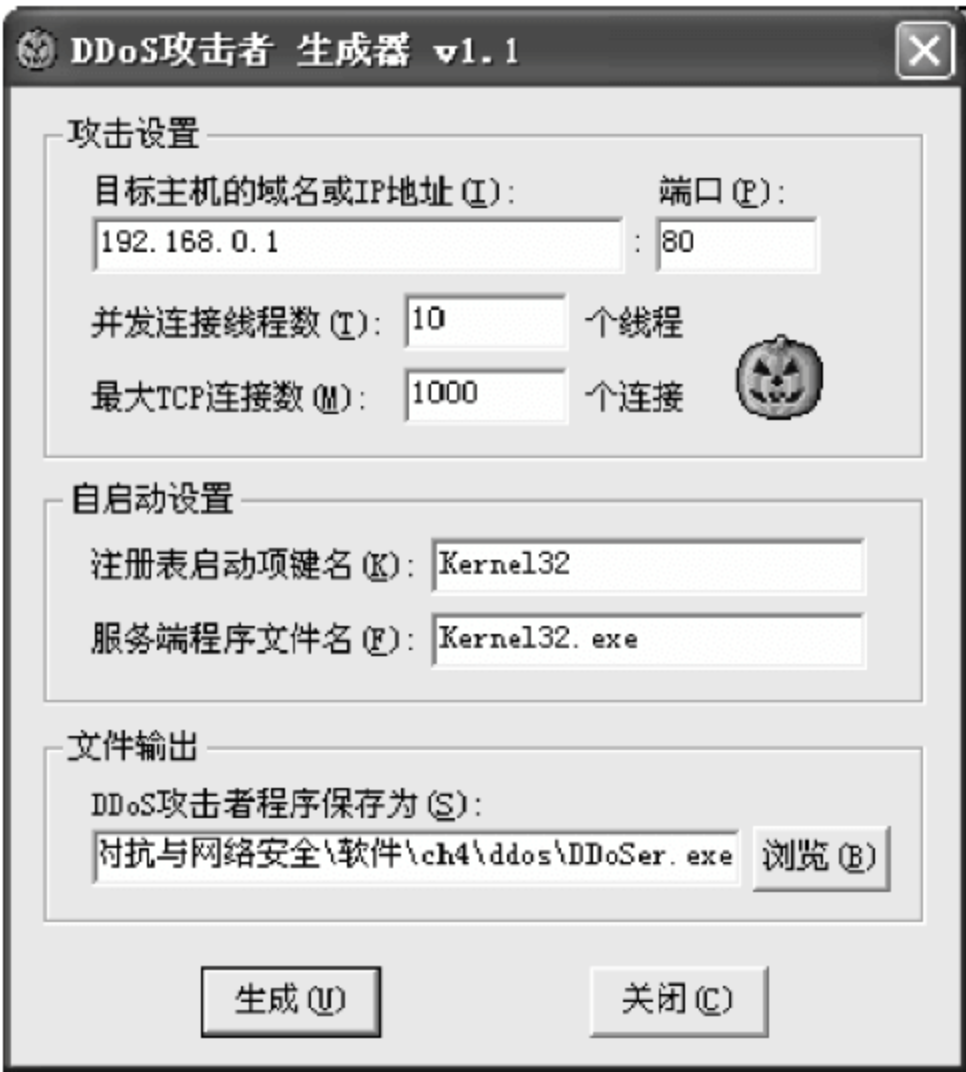 DDoS攻击者 生成器 v1.1
攻击设置
目标主机的域名或IP地址(I): 端口(P):
192.168.0.1 : 80
并发连接线程数(T): 10 个线程
最大TCP连接数(M): 1000 个连接
自启动设置
注册表启动项键名(K): Kernel32
服务端程序文件名(F): Kernel32.exe
文件输出
DDoS攻击者程序保存为(S):
对抗与网络安全\软件\ch4\ddos\DDoSer.exe 浏览(B)
生成(U) 关闭(C)